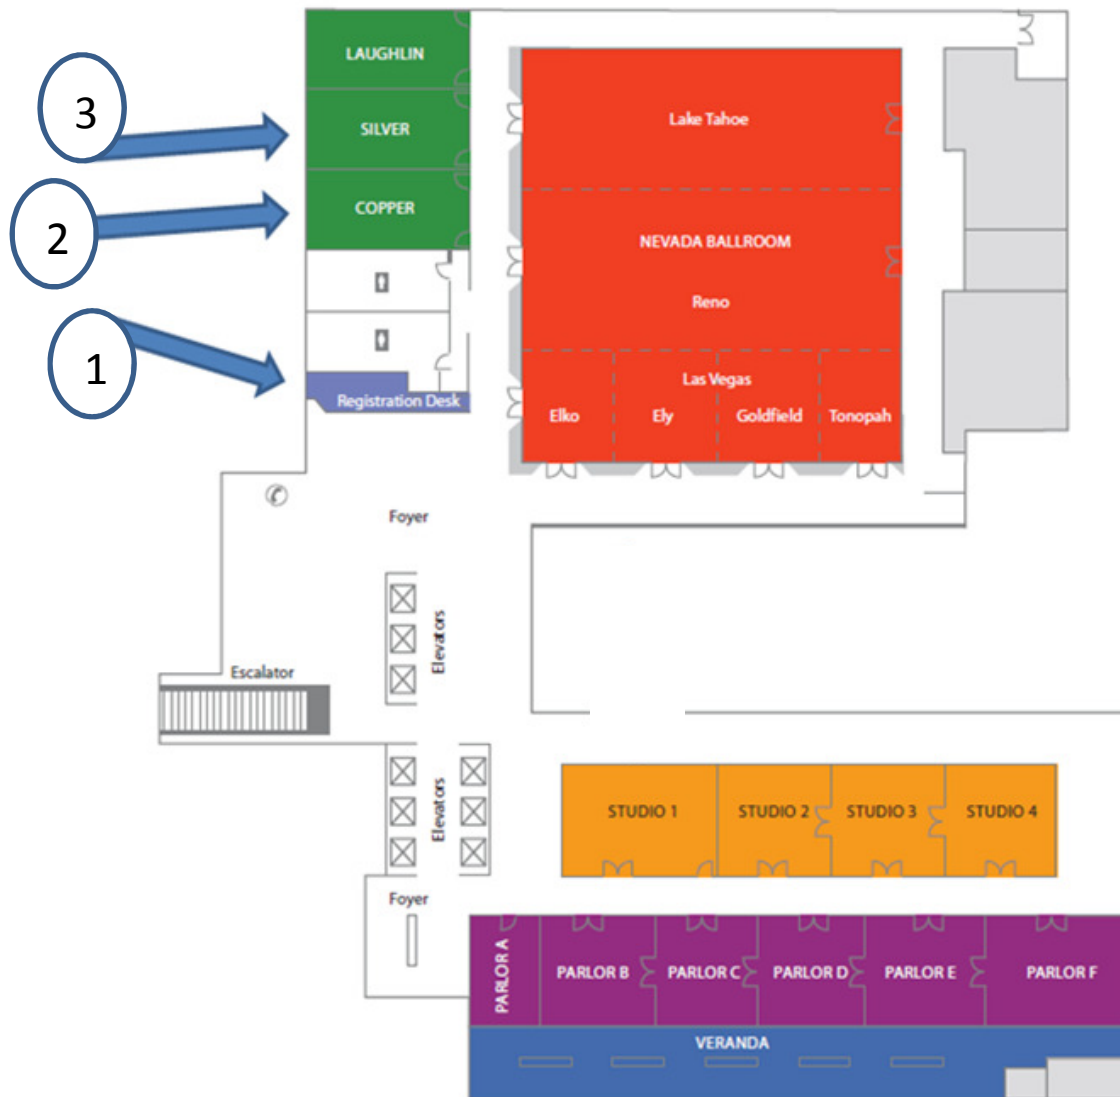 LAUGHLIN
3
SILVER
Lake Tahoe
COPPER
2
NEVADA BALLROOM
Reno
1
Registration Desk
Las Vegas
Elko
Ely
Goldfield
Tonopah
Foyer
Elevators
Escalator
Elevators
STUDIO 1
STUDIO 2
STUDIO 3
STUDIO 4
Foyer
PARLOR A
PARLOR B
PARLOR C
PARLOR D
PARLOR E
PARLOR F
VERANDA